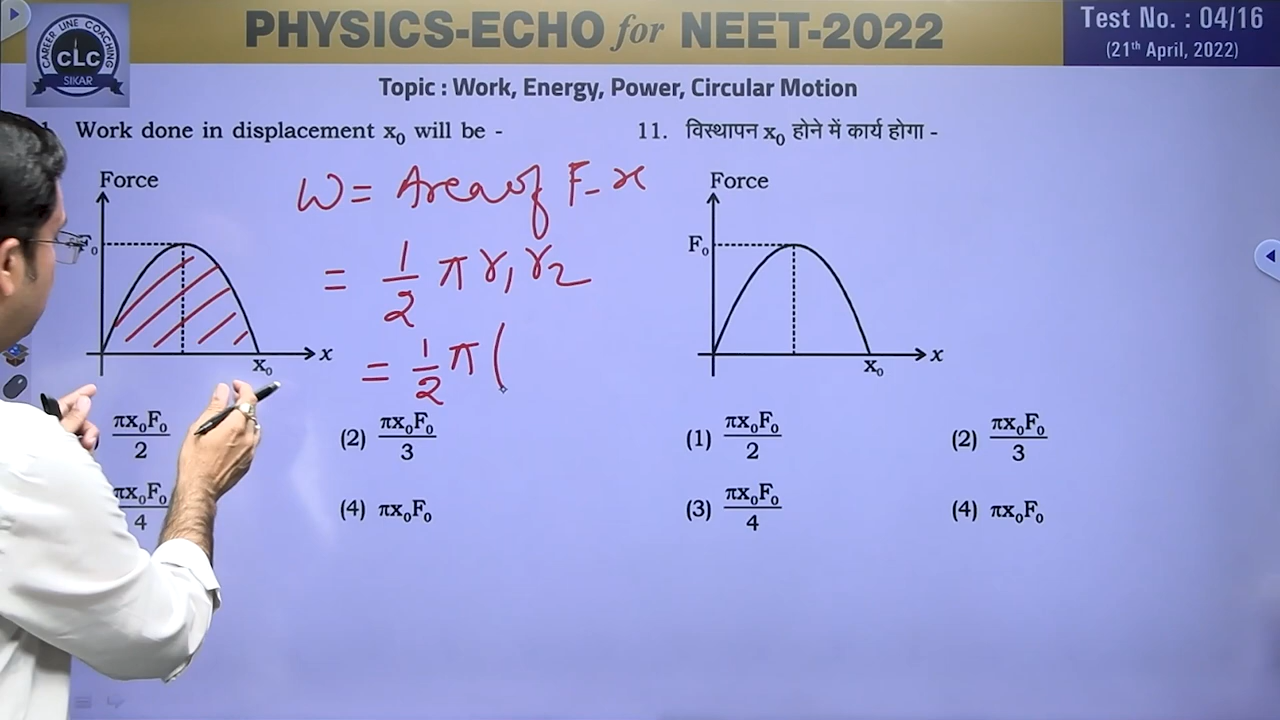 CAREER LINE COACHING
CLC
SIKAR
PHYSICS-ECHO for NEET-2022
Test No. : 04/16
(21th April, 2022)
Topic : Work, Energy, Power, Circular Motion
Work done in displacement x₀ will be -
Force
F₀
x₀
x
W = Area of F-x
= 1/2 π r₁ r₂
= 1/2 π (
πx₀F₀/2
(2) πx₀F₀/3
πx₀F₀/4
(4) πx₀F₀
11. विस्थापन x₀ होने में कार्य होगा -
Force
F₀
x₀
x
(1) πx₀F₀/2
(2) πx₀F₀/3
(3) πx₀F₀/4
(4) πx₀F₀